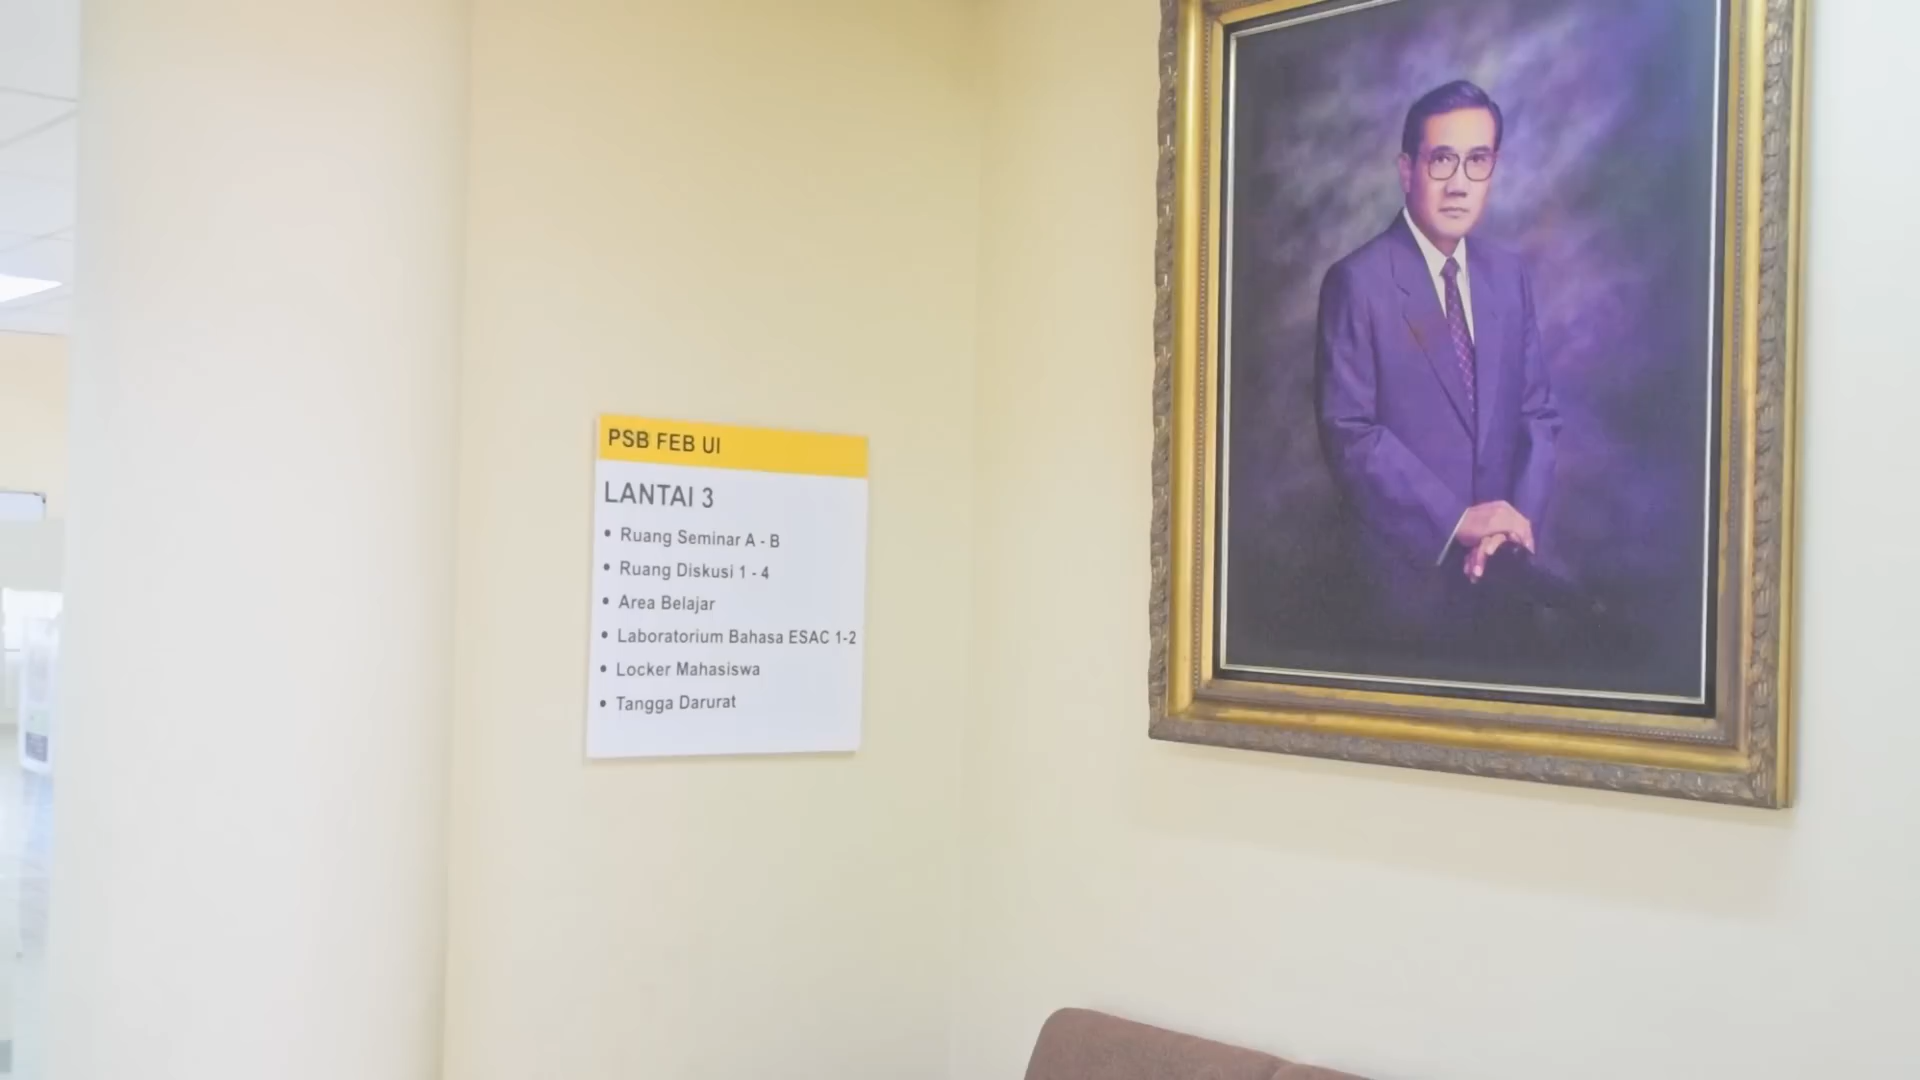 PSB FEB UI
LANTAI 3
• Ruang Seminar A - B
• Ruang Diskusi 1 - 4
• Area Belajar
• Laboratorium Bahasa ESAC 1-2
• Locker Mahasiswa
• Tangga Darurat